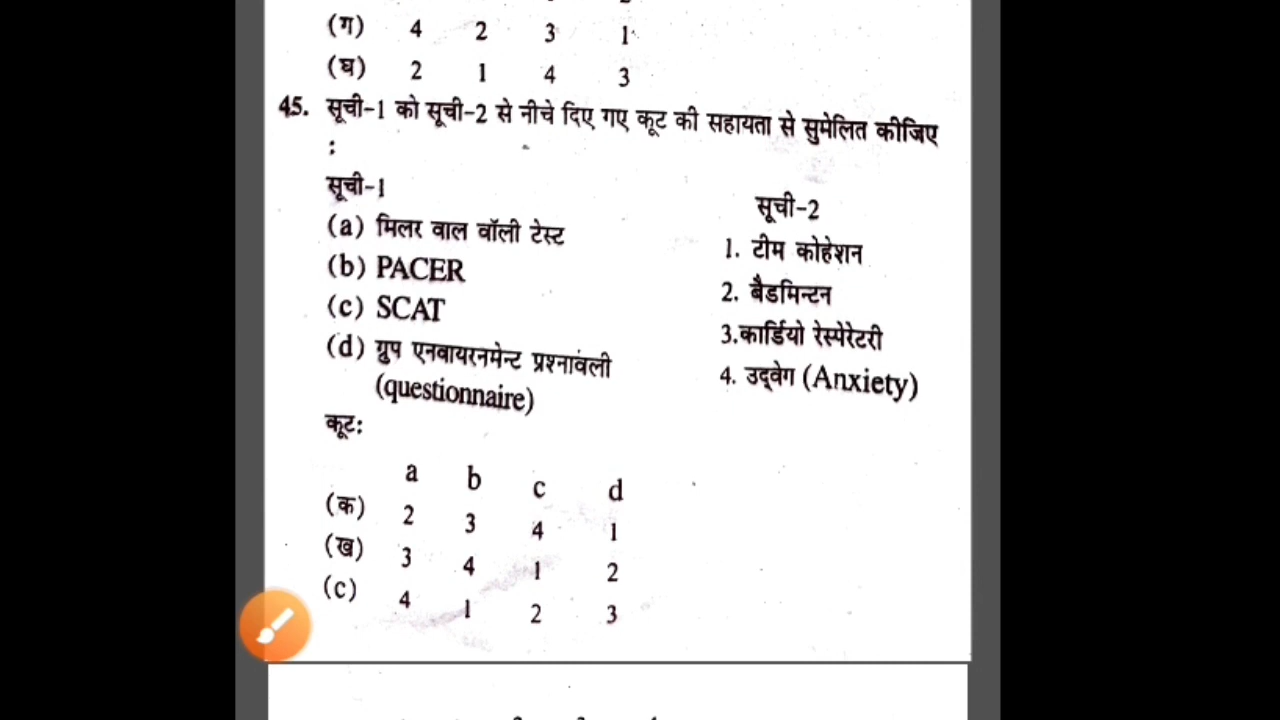 (ग) 4 2 3 1
(घ) 2 1 4 3
45. सूची-1 को सूची-2 से नीचे दिए गए कूट की सहायता से सुमेलित कीजिए
:
सूची-1 सूची-2
(a) मिलर वाल वॉली टेस्ट 1. टीम कोहेशन
(b) PACER 2. बैडमिन्टन
(c) SCAT 3.कार्डियो रेस्पेरेटरी
(d) ग्रुप एनवायरनमेन्ट प्रश्नावली 4. उद्वेग (Anxiety)
(questionnaire)
कूटः
a b c d
(क) 2 3 4 1
(ख) 3 4 1 2
(c) 4 1 2 3